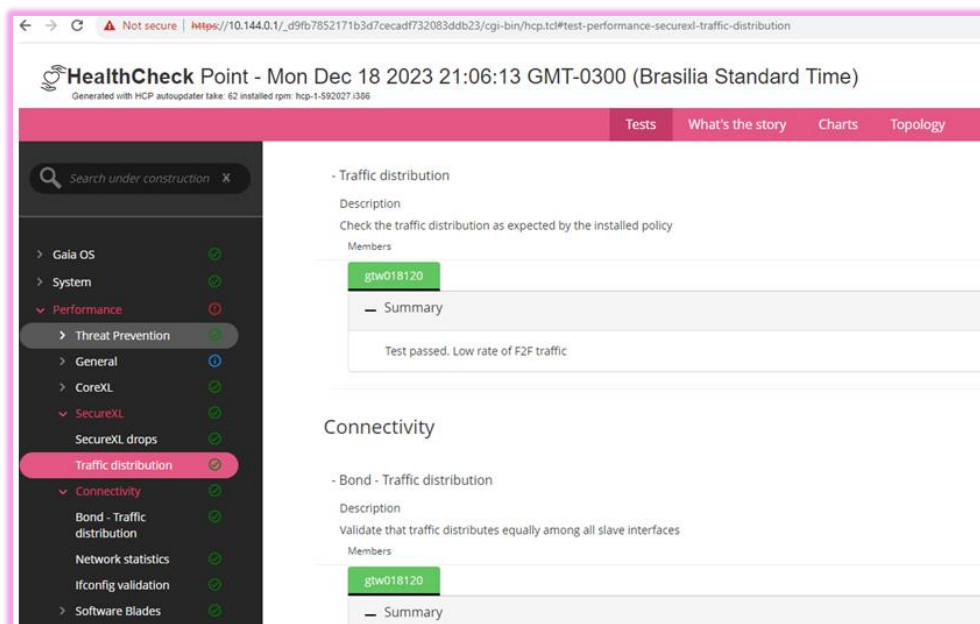 Not secure | https://10.144.0.1/_d9fb7852171b3d7cecadf732083ddb23/cgi-bin/hcp.tcl#test-performance-securexl-traffic-distribution
HealthCheck Point - Mon Dec 18 2023 21:06:13 GMT-0300 (Brasilia Standard Time)
Generated with HCP autoupdater take: 62 installed rpm: hcp-1-592027.i386
Tests What's the story Charts Topology
Search under construction X
Gaia OS
System
Performance
Threat Prevention
General
CoreXL
SecureXL
SecureXL drops
Traffic distribution
Connectivity
Bond - Traffic
distribution
Network statistics
Ifconfig validation
Software Blades
- Traffic distribution
Description
Check the traffic distribution as expected by the installed policy
Members
gtw018120
Summary
Test passed. Low rate of F2F traffic
Connectivity
- Bond - Traffic distribution
Description
Validate that traffic distributes equally among all slave interfaces
Members
gtw018120
Summary